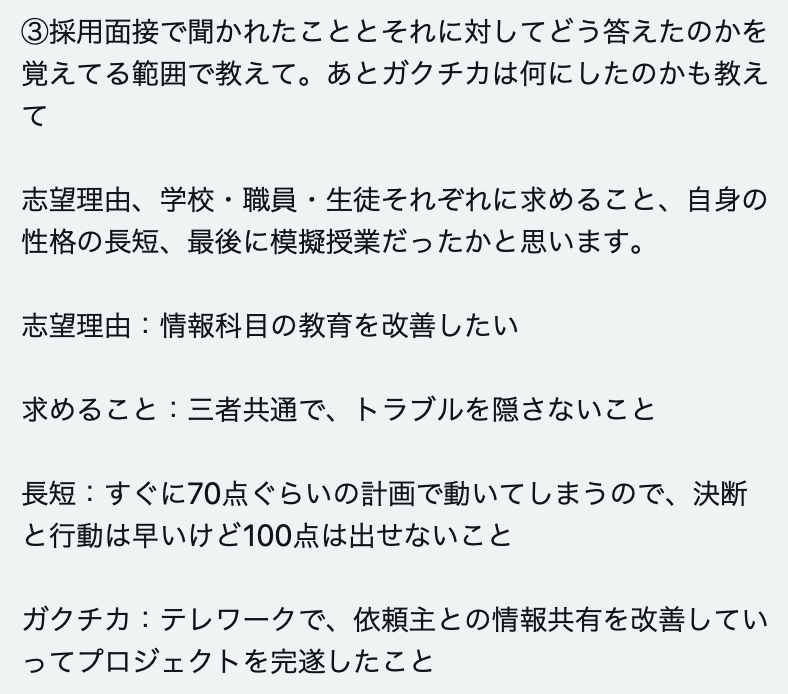 ③採用面接で聞かれたこととそれに対してどう答えたのかを
覚えてる範囲で教えて。あとガクチカは何にしたのかも教え
て
志望理由、学校・職員・生徒それぞれに求めること、自身の
性格の長短、最後に模擬授業だったかと思います。
志望理由：情報科目の教育を改善したい
求めること：三者共通で、トラブルを隠さないこと
長短：すぐに70点ぐらいの計画で動いてしまうので、決断
と行動は早いけど100点は出せないこと
ガクチカ：テレワークで、依頼主との情報共有を改善してい
ってプロジェクトを完遂したこと